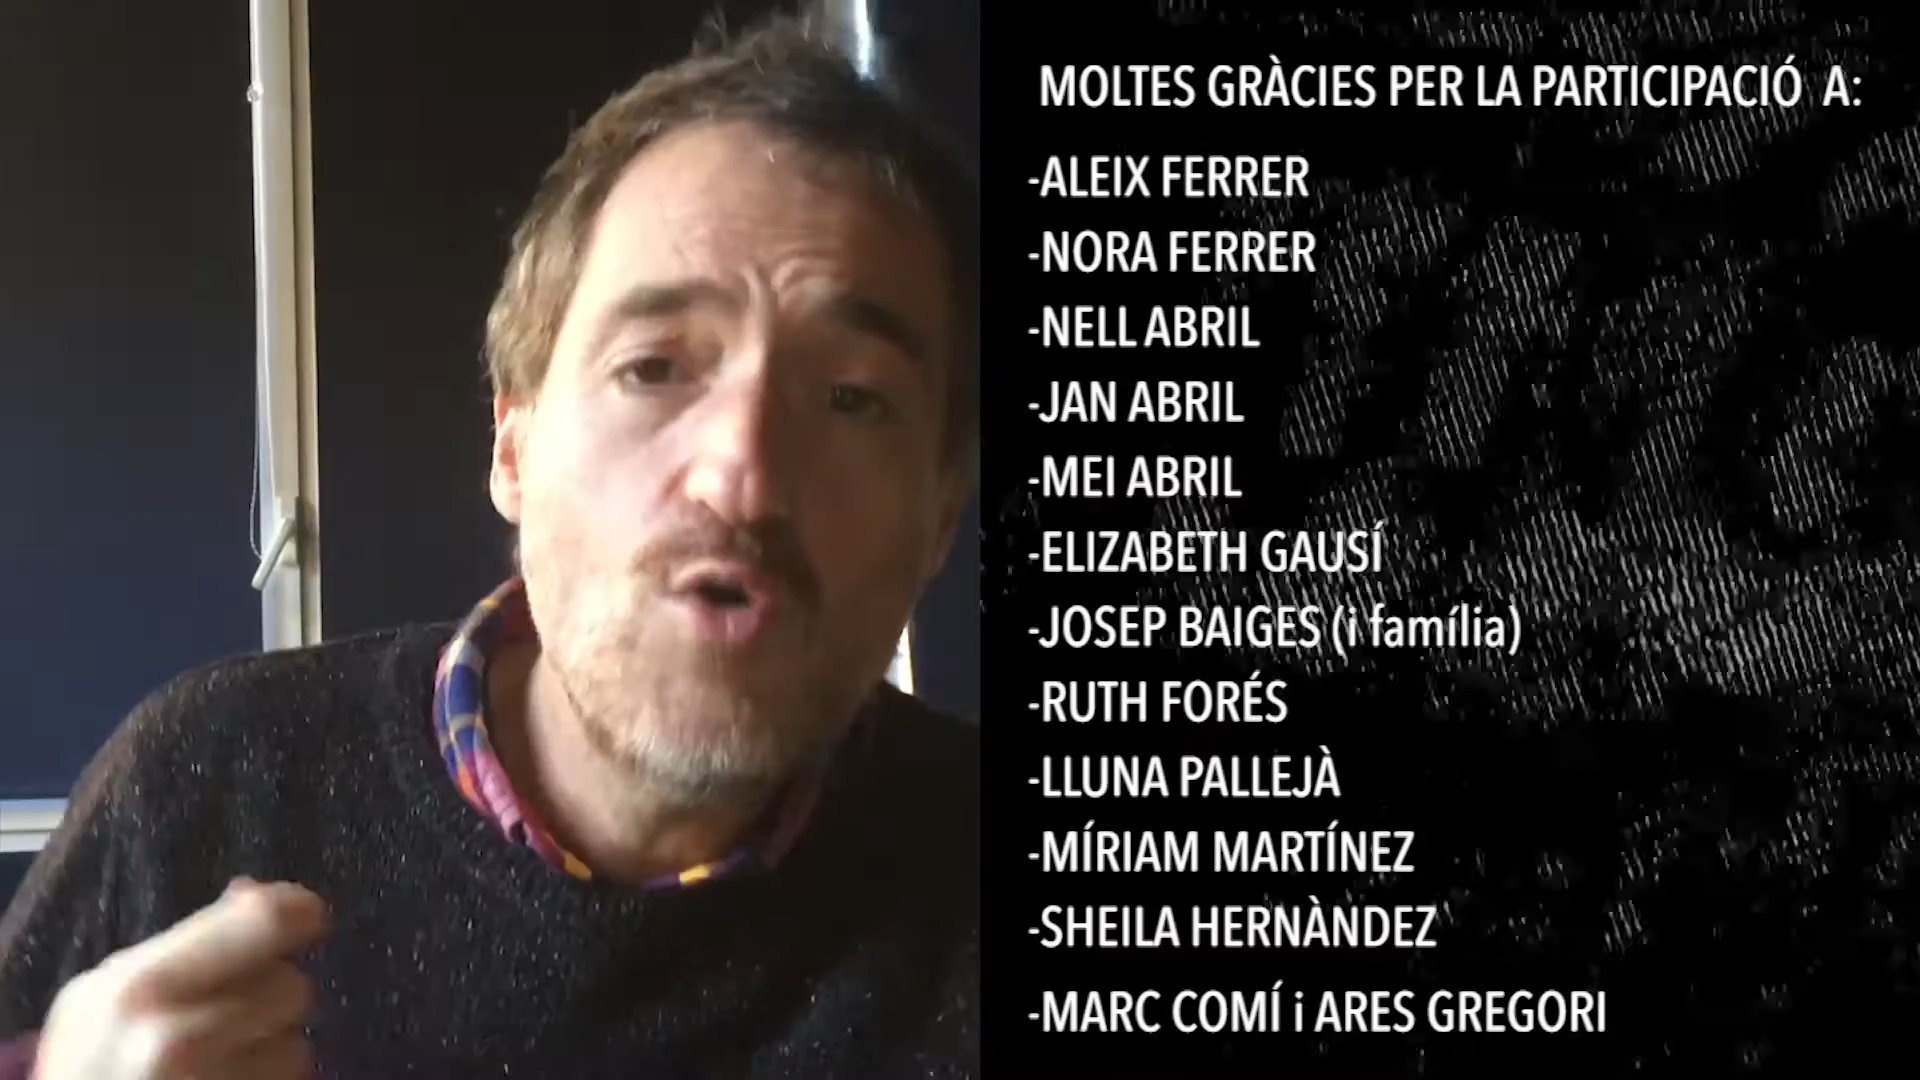 MOLTES GRÀCIES PER LA PARTICIPACIÓ A:
-ALEIX FERRER
-NORA FERRER
-NELL ABRIL
-JAN ABRIL
-MEI ABRIL
-ELIZABETH GAUSÍ
-JOSEP BAIGES (i família)
-RUTH FORÉS
-LLUNA PALLEJÀ
-MÍRIAM MARTÍNEZ
-SHEILA HERNÀNDEZ
-MARC COMÍ i ARES GREGORI